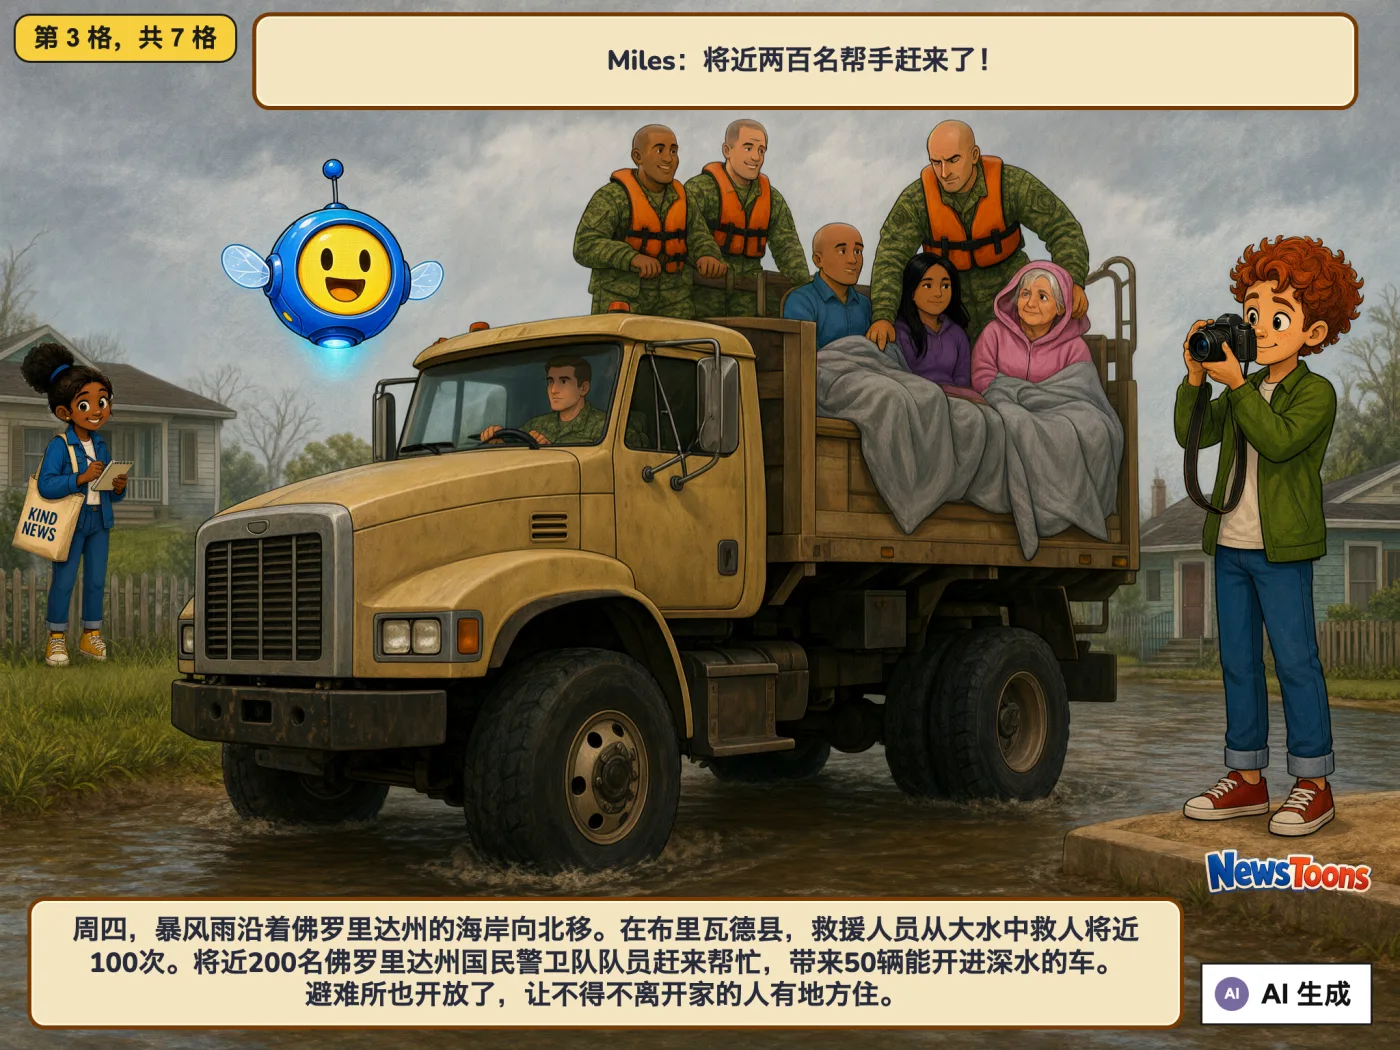 第 3 格，共 7 格
Miles：将近两百名帮手赶来了！
KIND
NEWS
NewsToons
周四，暴风雨沿着佛罗里达州的海岸向北移。在布里瓦德县，救援人员从大水中救人将近
100次。将近200名佛罗里达州国民警卫队队员赶来帮忙，带来50辆能开进深水的车。
避难所也开放了，让不得不离开家的人有地方住。
AI AI 生成